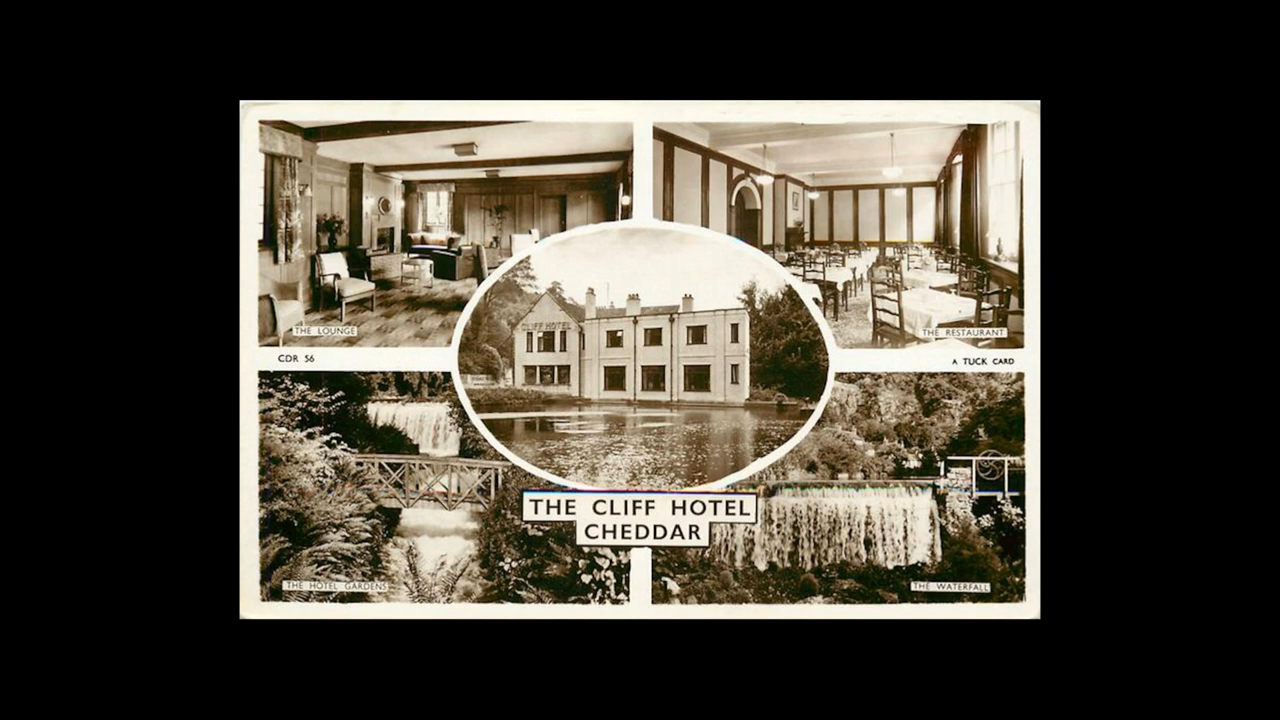 THE LOUNGE
THE RESTAURANT
CDR 56
A TUCK CARD
CLIFF HOTEL
THE CLIFF HOTEL
CHEDDAR
THE HOTEL GARDENS
THE WATERFALL